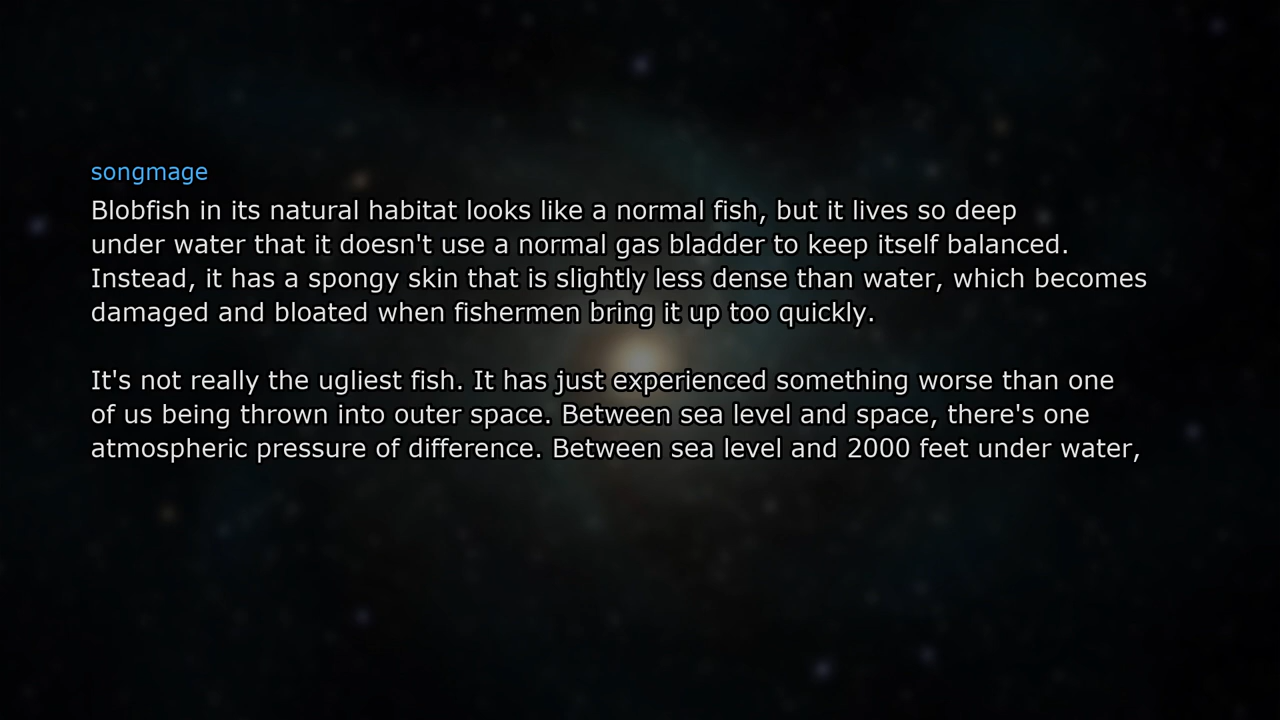 songmage
Blobfish in its natural habitat looks like a normal fish, but it lives so deep
under water that it doesn't use a normal gas bladder to keep itself balanced.
Instead, it has a spongy skin that is slightly less dense than water, which becomes
damaged and bloated when fishermen bring it up too quickly.
It's not really the ugliest fish. It has just experienced something worse than one
of us being thrown into outer space. Between sea level and space, there's one
atmospheric pressure of difference. Between sea level and 2000 feet under water,